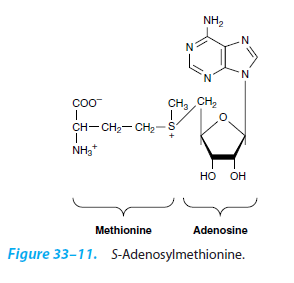 NH₂
N
N
N
N
COO⁻
CH₃ CH₂
CH—CH₂—CH₂—S
+
O
NH₃⁺
HO OH
Methionine Adenosine
Figure 33–11. S-Adenosylmethionine.